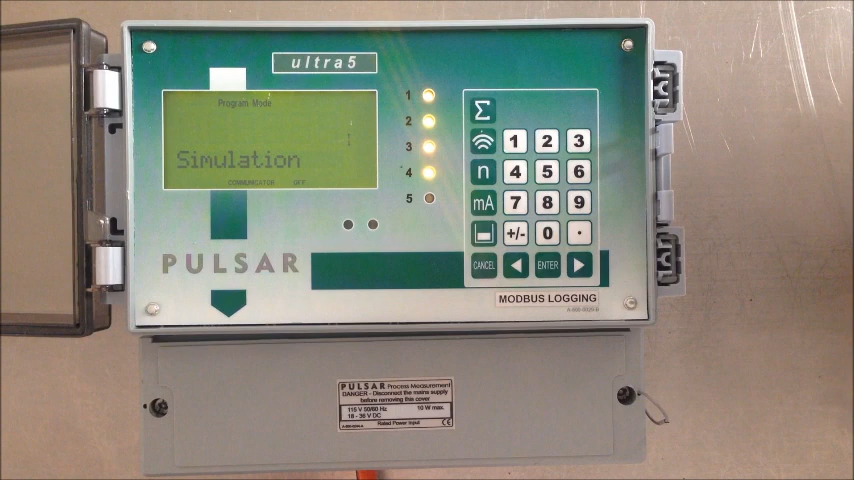 ultra5
Program Mode
1
Simulation
COMMUNICATOR OFF
1
2
3
4
5
Σ
1 2 3
n 4 5 6
mA 7 8 9
+/- 0 .
CANCEL ENTER
PULSAR
MODBUS LOGGING
PULSAR Process Measurement
DANGER - Disconnect the mains supply
before removing this cover
115 V 50/60 Hz 10 W max.
18 - 36 V DC
Rated Power Input CE